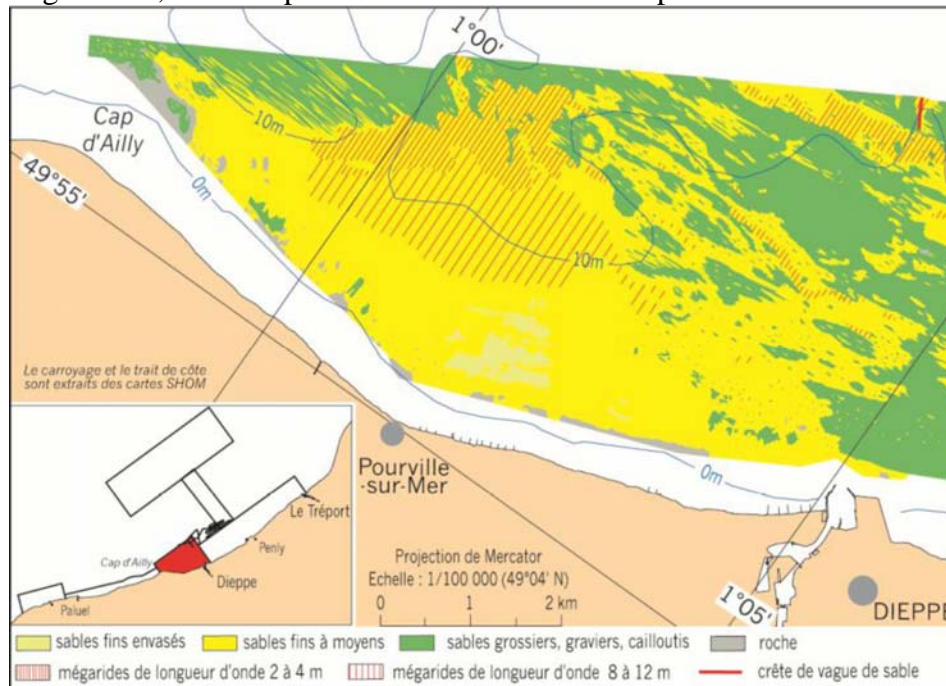 1°00'
Cap
d'Ailly
10m
49°55'
0m
10m
Le carroyage et le trait de côte
sont extraits des cartes SHOM
Pourville
-sur-Mer
0m
Le Tréport
Penly
Cap d'Ailly
Dieppe
Paluel
Projection de Mercator
Echelle : 1/100 000 (49°04' N)
0 1 2 km
1°05'
DIEPPE
sables fins envasés sables fins à moyens sables grossiers, graviers, cailloutis roche
mégarides de longueur d'onde 2 à 4 m mégarides de longueur d'onde 8 à 12 m crête de vague de sable